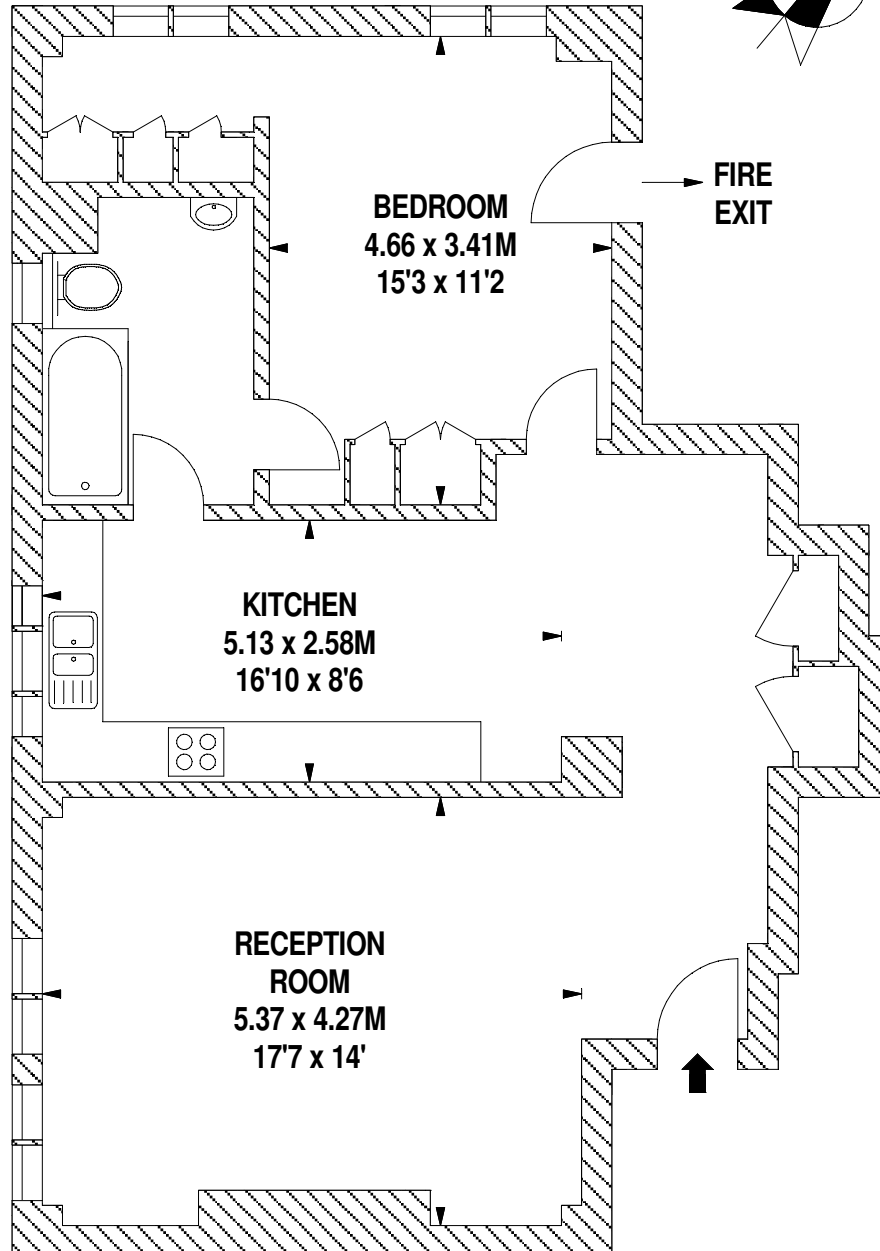 FIRE
EXIT
BEDROOM
4.66 x 3.41M
15'3 x 11'2
KITCHEN
5.13 x 2.58M
16'10 x 8'6
RECEPTION
ROOM
5.37 x 4.27M
17'7 x 14'